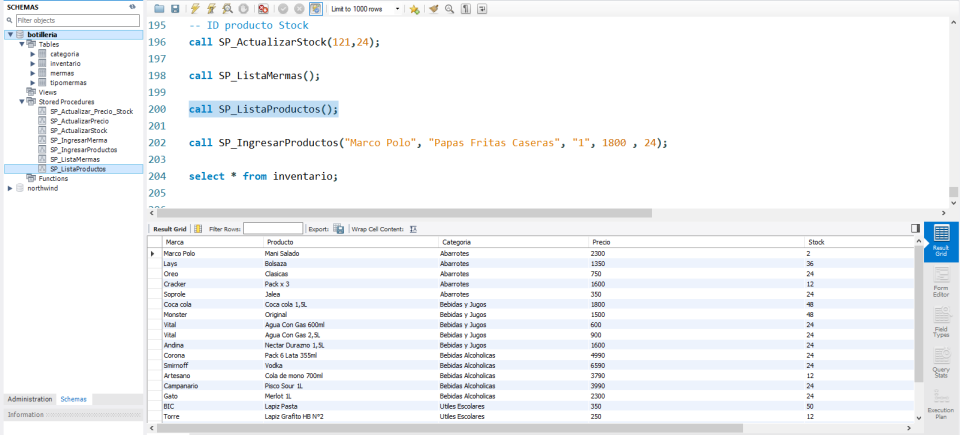 SCHEMAS
Filter objects
botilleria
Tables
categoria
inventario
mermas
tipomermas
Views
Stored Procedures
SP_Actualizar_Precio_Stock
SP_ActualizarPrecio
SP_ActualizarStock
SP_IngresarMerma
SP_IngresarProductos
SP_ListaMermas
SP_ListaProductos
Functions
northwind
Administration Schemas
Information
Limit to 1000 rows
195 -- ID producto Stock
196 call SP_ActualizarStock(121,24);
197
198 call SP_ListaMermas();
199
200 call SP_ListaProductos();
201
202 call SP_IngresarProductos("Marco Polo", "Papas Fritas Caseras", "1", 1800 , 24);
203
204 select * from inventario;
205
206
Result Grid Filter Rows: Export: Wrap Cell Content:
Marca Producto Categoria Precio Stock
Marco Polo Mani Salado Abarrotes 2300 2
Lays Bolsaza Abarrotes 1350 36
Oreo Clasicas Abarrotes 750 24
Cracker Pack x 3 Abarrotes 1600 12
Soprole Jalea Abarrotes 350 24
Coca cola Coca cola 1,5L Bebidas y Jugos 1800 48
Monster Original Bebidas y Jugos 1500 48
Vital Agua Con Gas 600ml Bebidas y Jugos 600 24
Vital Agua Con Gas 2,5L Bebidas y Jugos 900 24
Andina Nectar Durazno 1,5L Bebidas y Jugos 1600 24
Corona Pack 6 Lata 355ml Bebidas Alcoholicas 4990 24
Smirnoff Vodka Bebidas Alcoholicas 6590 24
Artesano Cola de mono 700ml Bebidas Alcoholicas 3790 12
Campanario Pisco Sour 1L Bebidas Alcoholicas 3990 24
Gato Merlot 1L Bebidas Alcoholicas 2300 24
BIC Lapiz Pasta Utiles Escolares 350 50
Torre Lapiz Grafito HB N°2 Utiles Escolares 250 12
Result
Grid
Form
Editor
Field
Types
Query
Stats
Execution
Plan